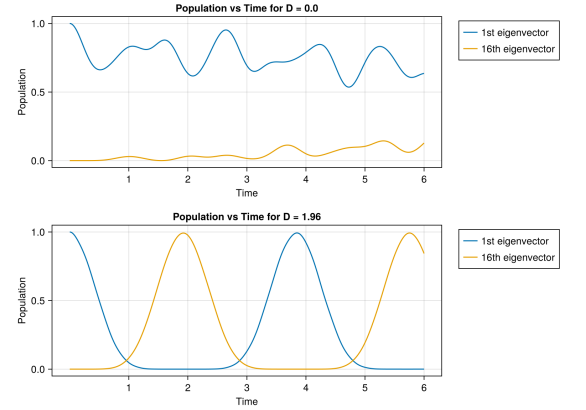 Population vs Time for D = 0.0
1.0
0.5
0.0
Population
1 2 3 4 5 6
Time
1st eigenvector
16th eigenvector
Population vs Time for D = 1.96
1.0
0.5
0.0
Population
1 2 3 4 5 6
Time
1st eigenvector
16th eigenvector